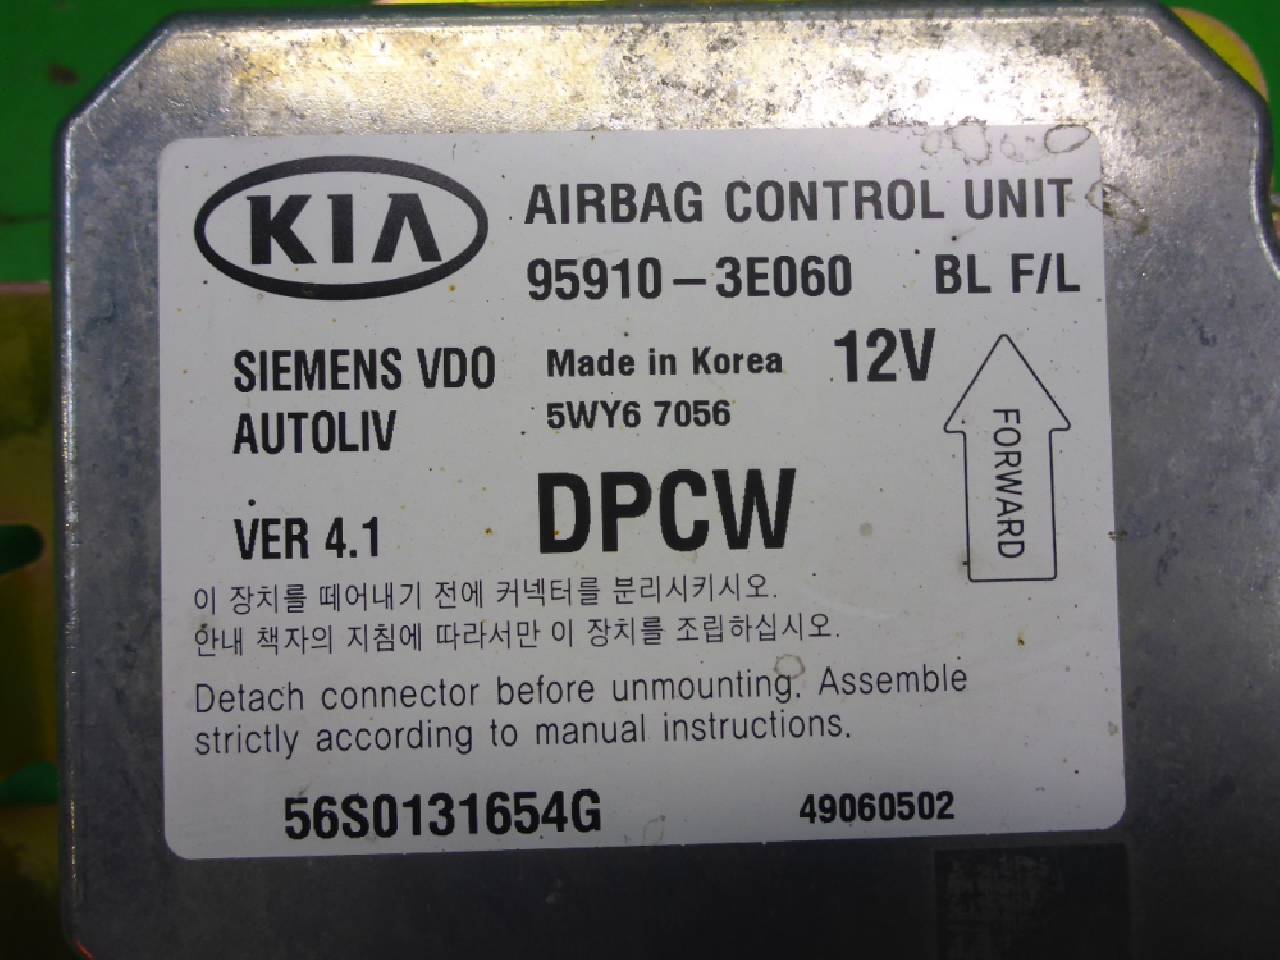 KIA
AIRBAG CONTROL UNIT
95910-3E060 BL F/L
SIEMENS VDO
AUTOLIV
Made in Korea
5WY6 7056
12V
FORWARD
VER 4.1
DPCW
이 장치를 떼어내기 전에 커넥터를 분리시키시오.
안내 책자의 지침에 따라서만 이 장치를 조립하십시오.
Detach connector before unmounting. Assemble
strictly according to manual instructions.
56S0131654G
49060502